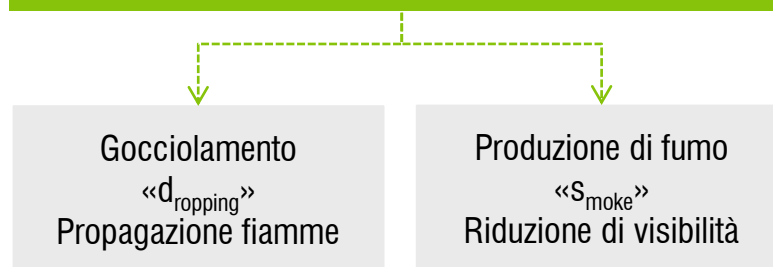 Gocciolamento
«dropping»
Propagazione fiamme
Produzione di fumo
«smoke»
Riduzione di visibilità